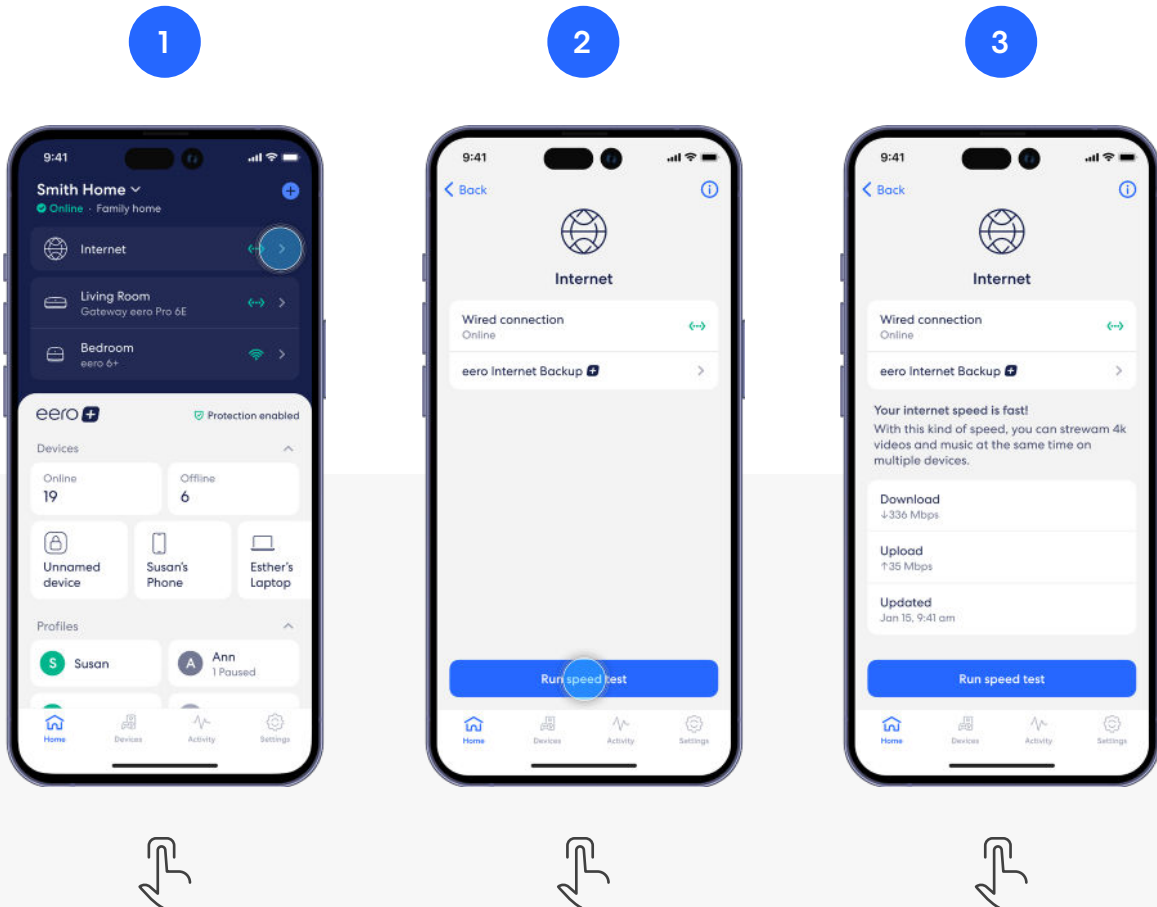 1
2
3
9:41
Smith Home
Online · Family home
Internet
Living Room
Gateway eero Pro 6E
Bedroom
eero 6+
eero
Protection enabled
Devices
Online
Offline
19
6
Unnamed device
Susan's Phone
Esther's Laptop
Profiles
S Susan
A Ann
1 Paused
Home
Devices
Activity
Settings
9:41
Back
Internet
Wired connection
Online
eero Internet Backup
Run speed test
Home
Devices
Activity
Settings
9:41
Back
Internet
Wired connection
Online
eero Internet Backup
Your internet speed is fast!
With this kind of speed, you can strewam 4k
videos and music at the same time on
multiple devices.
Download
↓336 Mbps
Upload
↑35 Mbps
Updated
Jan 15, 9:41 am
Run speed test
Home
Devices
Activity
Settings